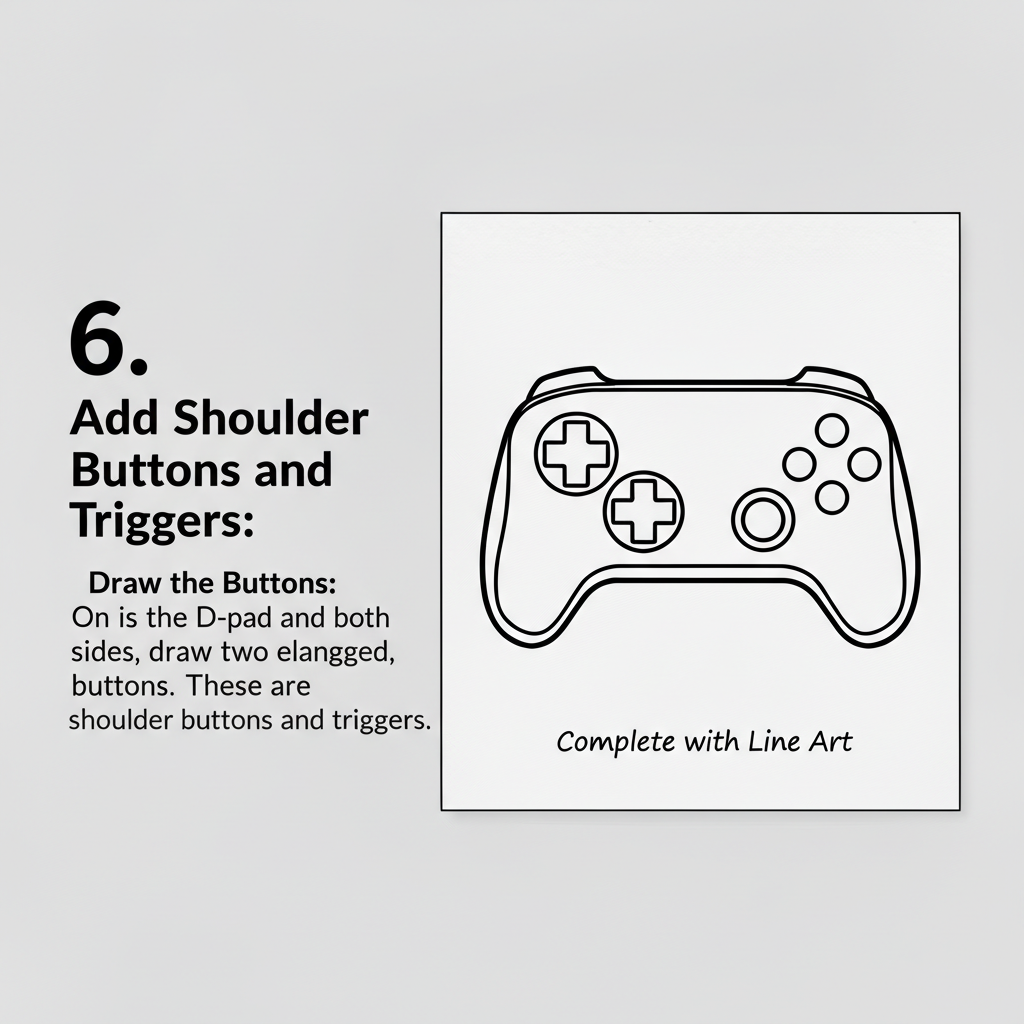 6.
Add Shoulder
Buttons and
Triggers:
Draw the Buttons:
On is the D-pad and both
sides, draw two elangged,
buttons. These are
shoulder buttons and triggers.
Complete with Line Art